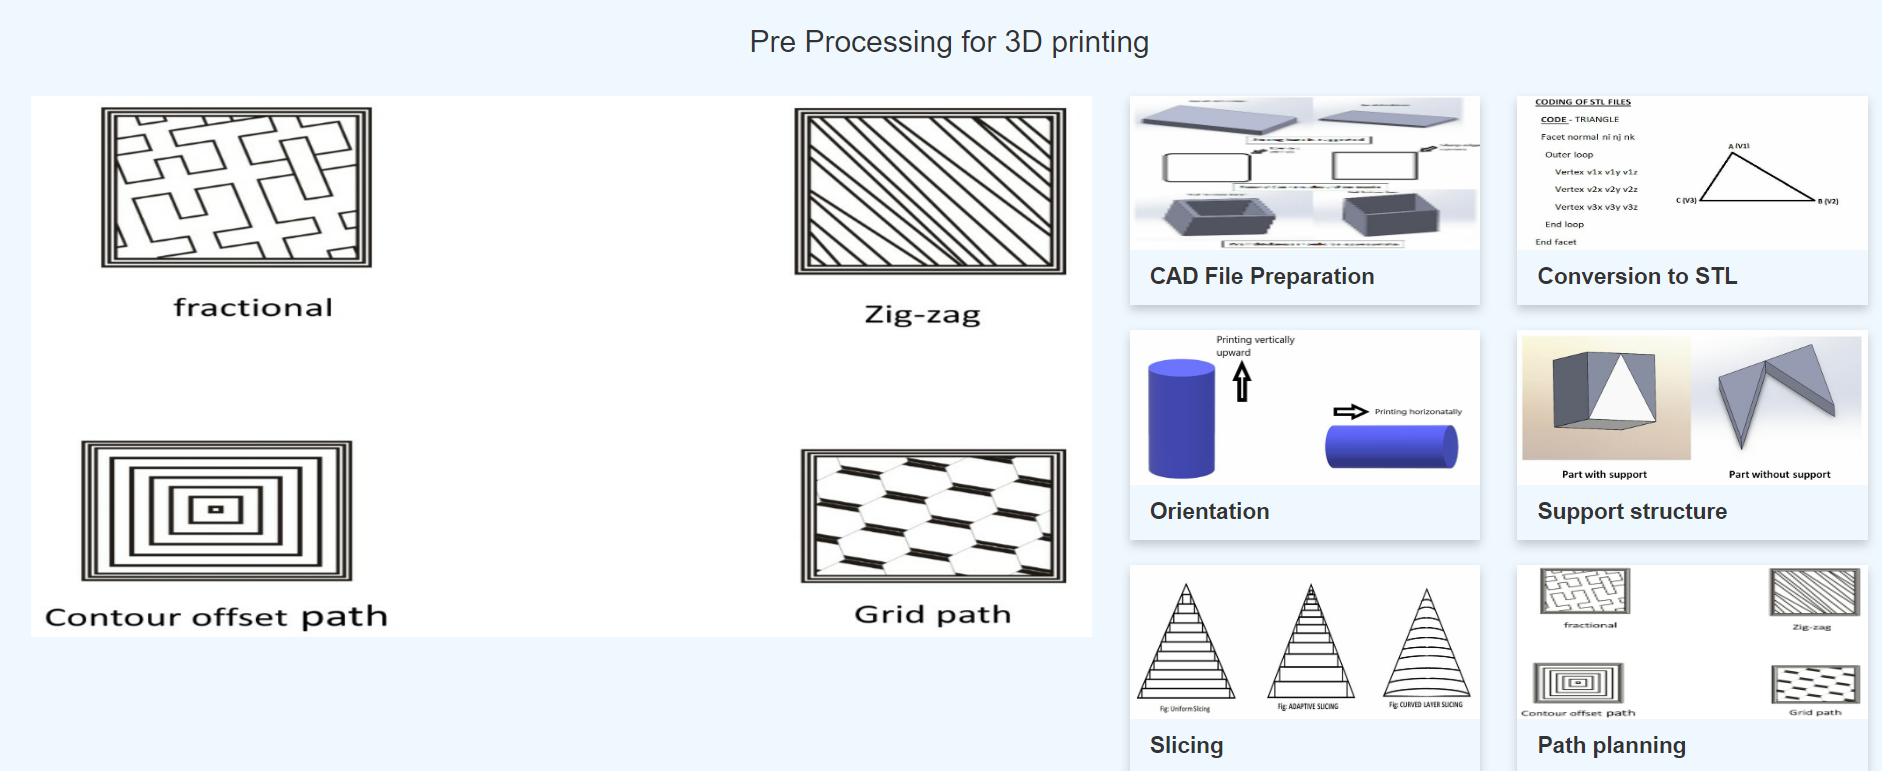 Pre Processing for 3D printing
fractional
Zig-zag
Contour offset path
Grid path
CAD File Preparation
CODING OF STL FILES
CODE - TRIANGLE
Facet normal ni nj nk
Outer loop
Vertex v1x v1y v1z
Vertex v2x v2y v2z
Vertex v3x v3y v3z
End loop
End facet
A (V1)
C (V3)
B (V2)
Conversion to STL
Printing vertically
upward
Printing horizonatally
Orientation
Part with support
Part without support
Support structure
Fig: Uniform Slicing
Fig: ADAPTIVE SLICING
Fig: CURVED LAYER SLICING
Slicing
fractional
Zig-zag
Contour offset path
Grid path
Path planning